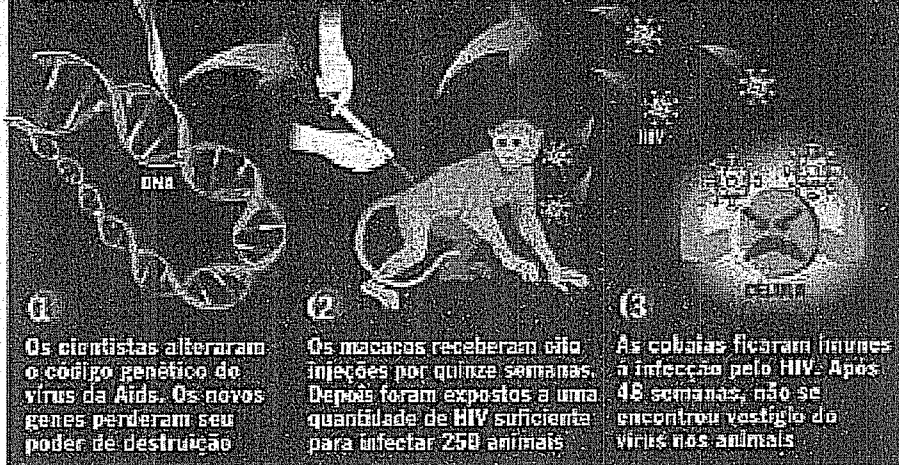 DNA
HIV
CÉLULA
1
Os cientistas alteraram
o código genético do
vírus da Aids. Os novos
genes perderam seu
poder de destruição
2
Os macacos receberam oito
injeções por quinze semanas.
Depois foram expostos a uma
quantidade de HIV suficiente
para infectar 250 animais
3
As cobaias ficaram imunes
à infecção pelo HIV. Após
48 semanas, não se
encontrou vestígio do
vírus nos animais